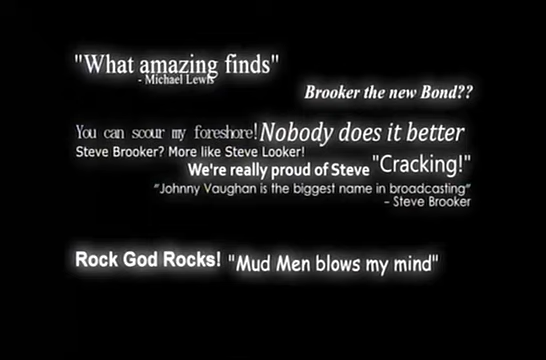 "What amazing finds"
- Michael Lewis
Brooker the new Bond??
You can scour my foreshore! Nobody does it better
Steve Brooker? More like Steve Looker!
We're really proud of Steve "Cracking!"
"Johnny Vaughan is the biggest name in broadcasting"
– Steve Brooker
Rock God Rocks! "Mud Men blows my mind"